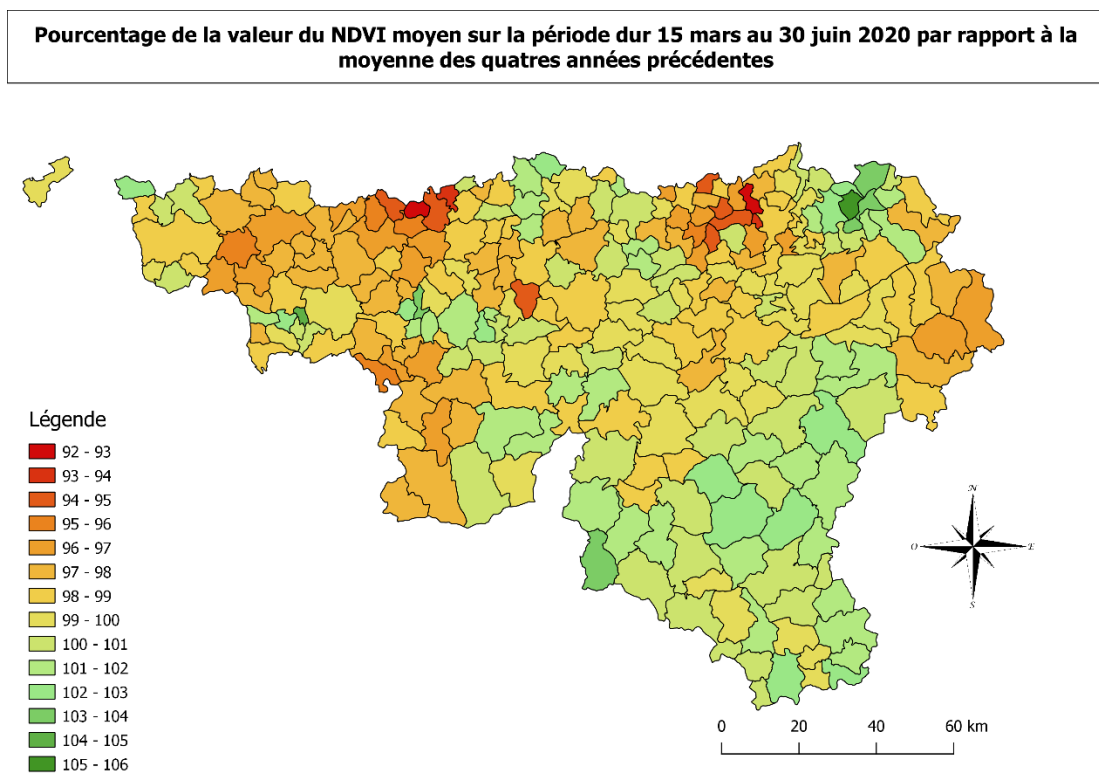 Pourcentage de la valeur du NDVI moyen sur la période dur 15 mars au 30 juin 2020 par rapport à la
moyenne des quatres années précédentes
Légende
92 - 93
93 - 94
94 - 95
95 - 96
96 - 97
97 - 98
98 - 99
99 - 100
100 - 101
101 - 102
102 - 103
103 - 104
104 - 105
105 - 106
N
O
E
S
0 20 40 60 km